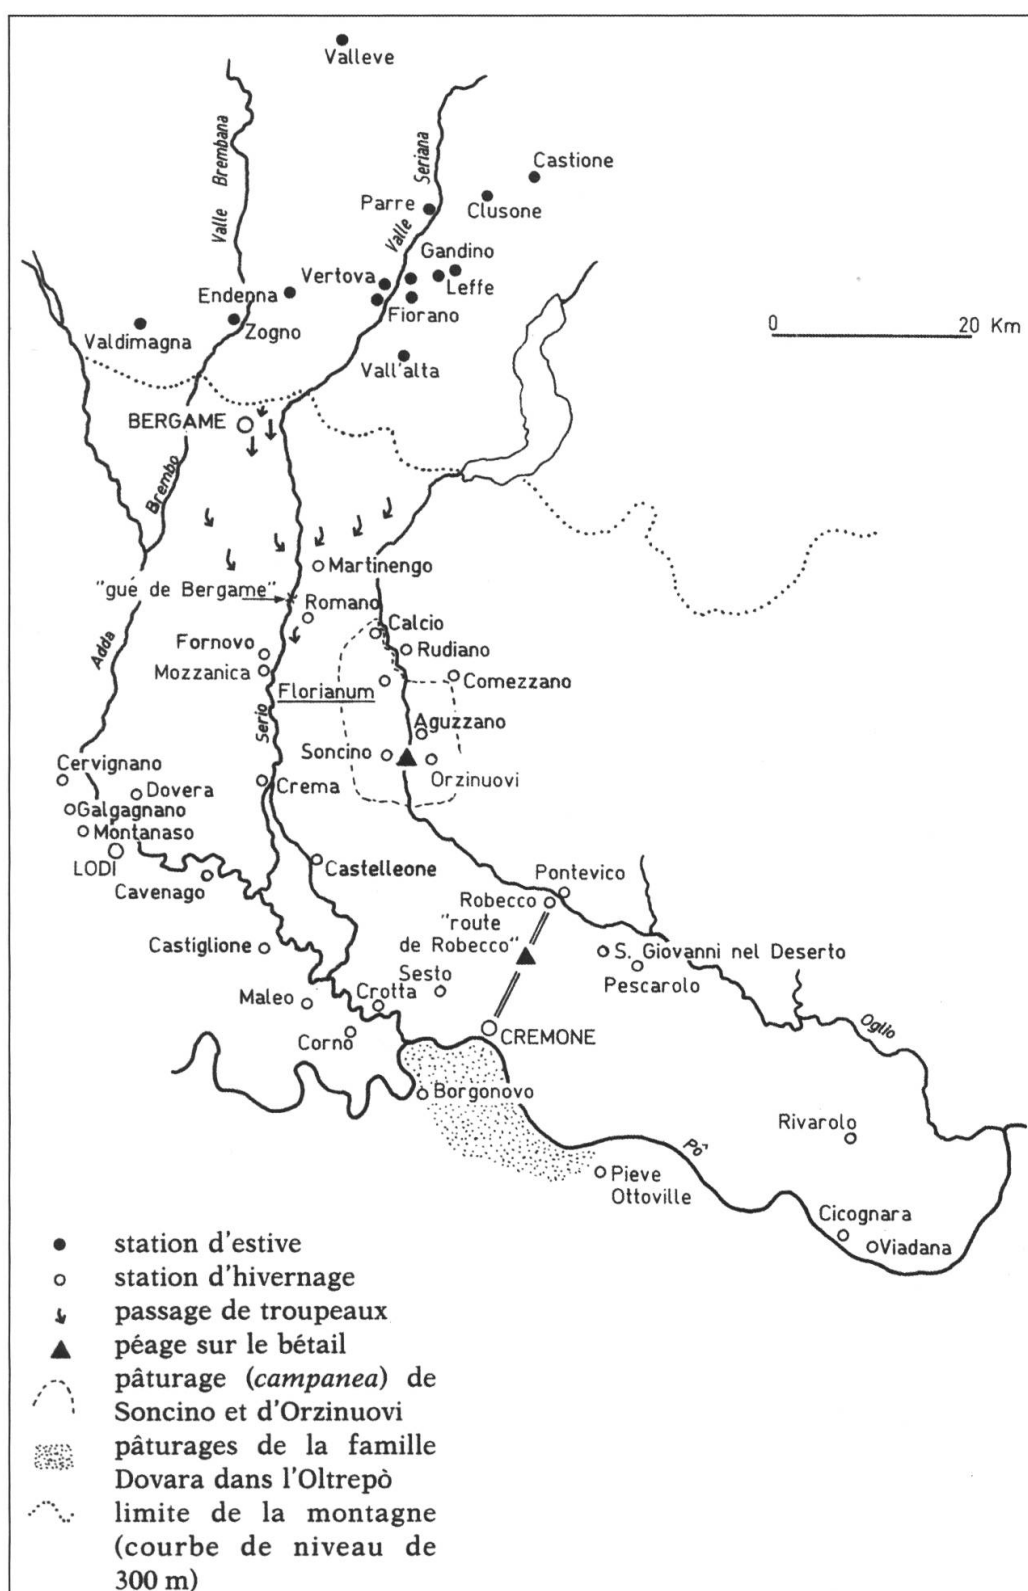 Valleve
Valle Brembana
Valle Seriana
Castione
Parre
Clusone
Gandino
Vertova
Leffe
Endenna
Fiorano
Zogno
Valdimagna
Vall'alta
0 20 Km
BERGAME
Brembo
Martinengo
"gué de Bergame"
Romano
Calcio
Fornovo
Rudiano
Mozzanica
Adda
Florianum
Comezzano
Serio
Aguzzano
Soncino
Orzinuovi
Cervignano
Dovera
Crema
Galgagnano
Montanaso
LODI
Castelleone
Cavenago
Pontevico
Robecco
"route
de Robecco"
Castiglione
S. Giovanni nel Deserto
Sesto
Pescarolo
Maleo
Crotta
Oglio
Corno
CREMONE
Borgonovo
Rivarolo
Pô
Pieve
Ottoville
Cicognara
Viadana
station d'estive
station d'hivernage
passage de troupeaux
péage sur le bétail
pâturage (campanea) de
Soncino et d'Orzinuovi
pâturages de la famille
Dovara dans l'Oltrepò
limite de la montagne
(courbe de niveau de
300 m)